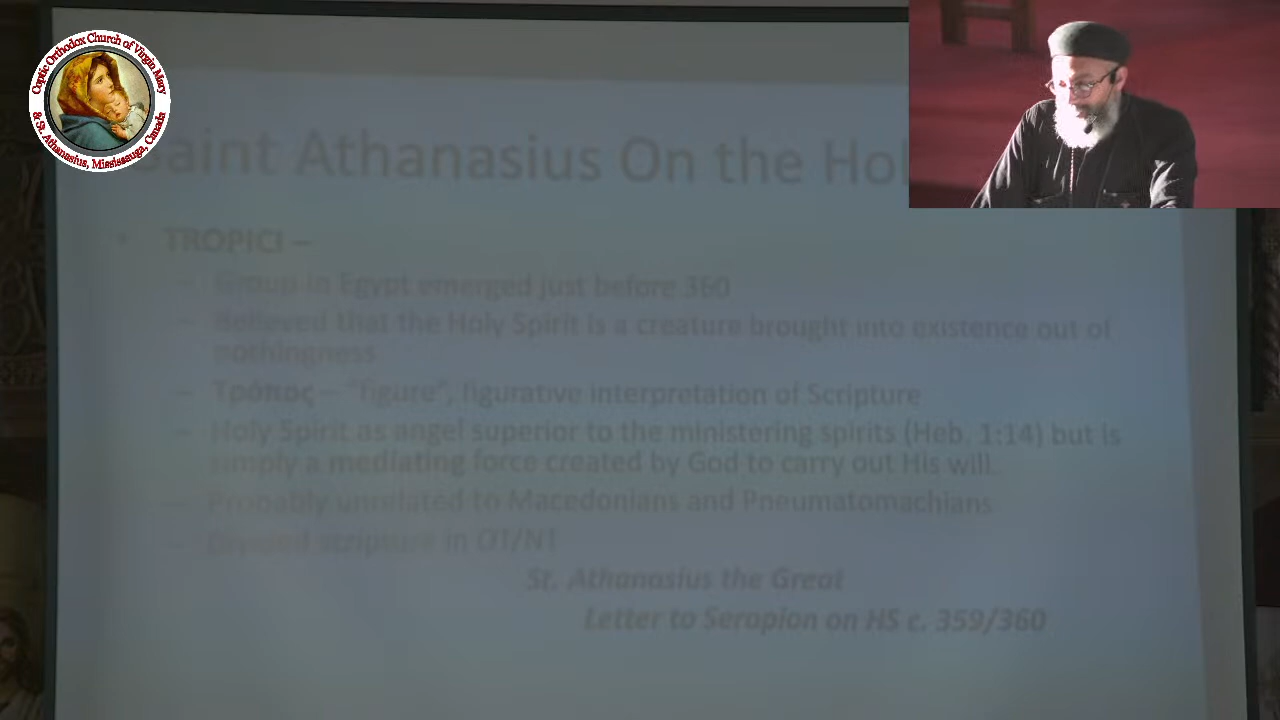 Coptic Orthodox Church of Virgin Mary
& St. Athanasius, Mississauga, Canada
Saint Athanasius On the Hol
• TROPICI –
– Group in Egypt emerged just before 360
– Believed that the Holy Spirit is a creature brought into existence out of
nothingness
– Τρόπος – "figure", figurative interpretation of Scripture
– Holy Spirit as angel superior to the ministering spirits (Heb. 1:14) but is
simply a mediating force created by God to carry out His will.
– Probably unrelated to Macedonians and Pneumatomachians
– scripture in OT/NT
St. Athanasius the Great
Letter to Serapion on HS c. 359/360